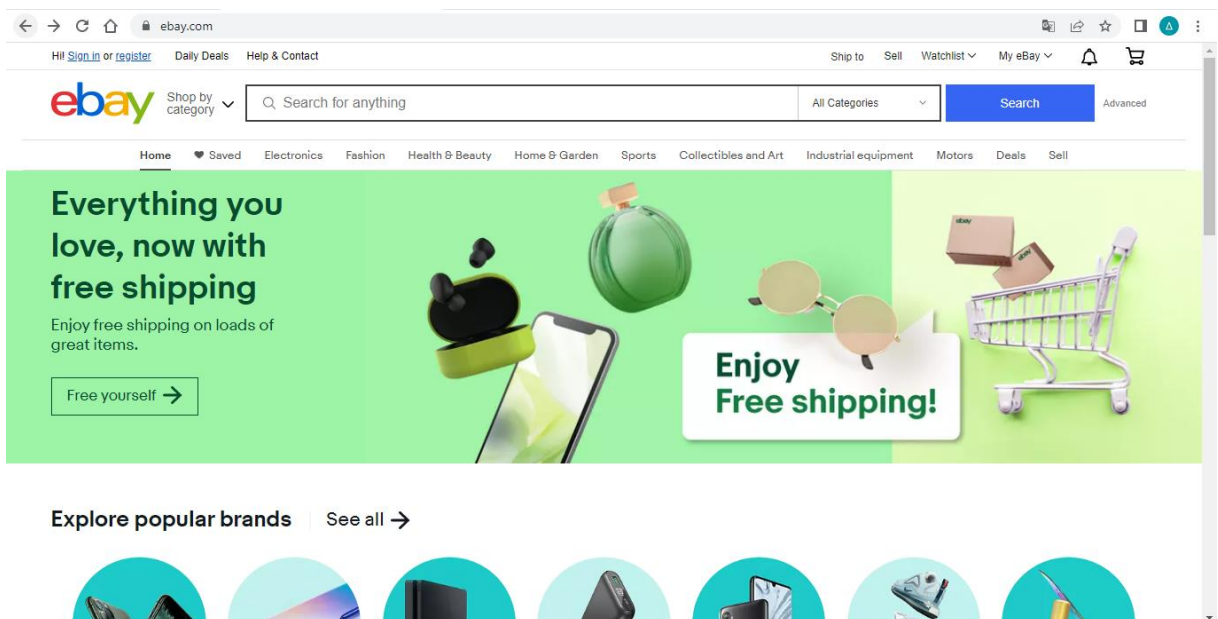 ebay.com
Hi! Sign in or register Daily Deals Help & Contact Ship to Sell Watchlist My eBay
ebay Shop by category Search for anything All Categories Search Advanced
Home Saved Electronics Fashion Health & Beauty Home & Garden Sports Collectibles and Art Industrial equipment Motors Deals Sell
Everything you
love, now with
free shipping
Enjoy free shipping on loads of
great items.
Free yourself
ebay
ebay
Enjoy
Free shipping!
Explore popular brands See all